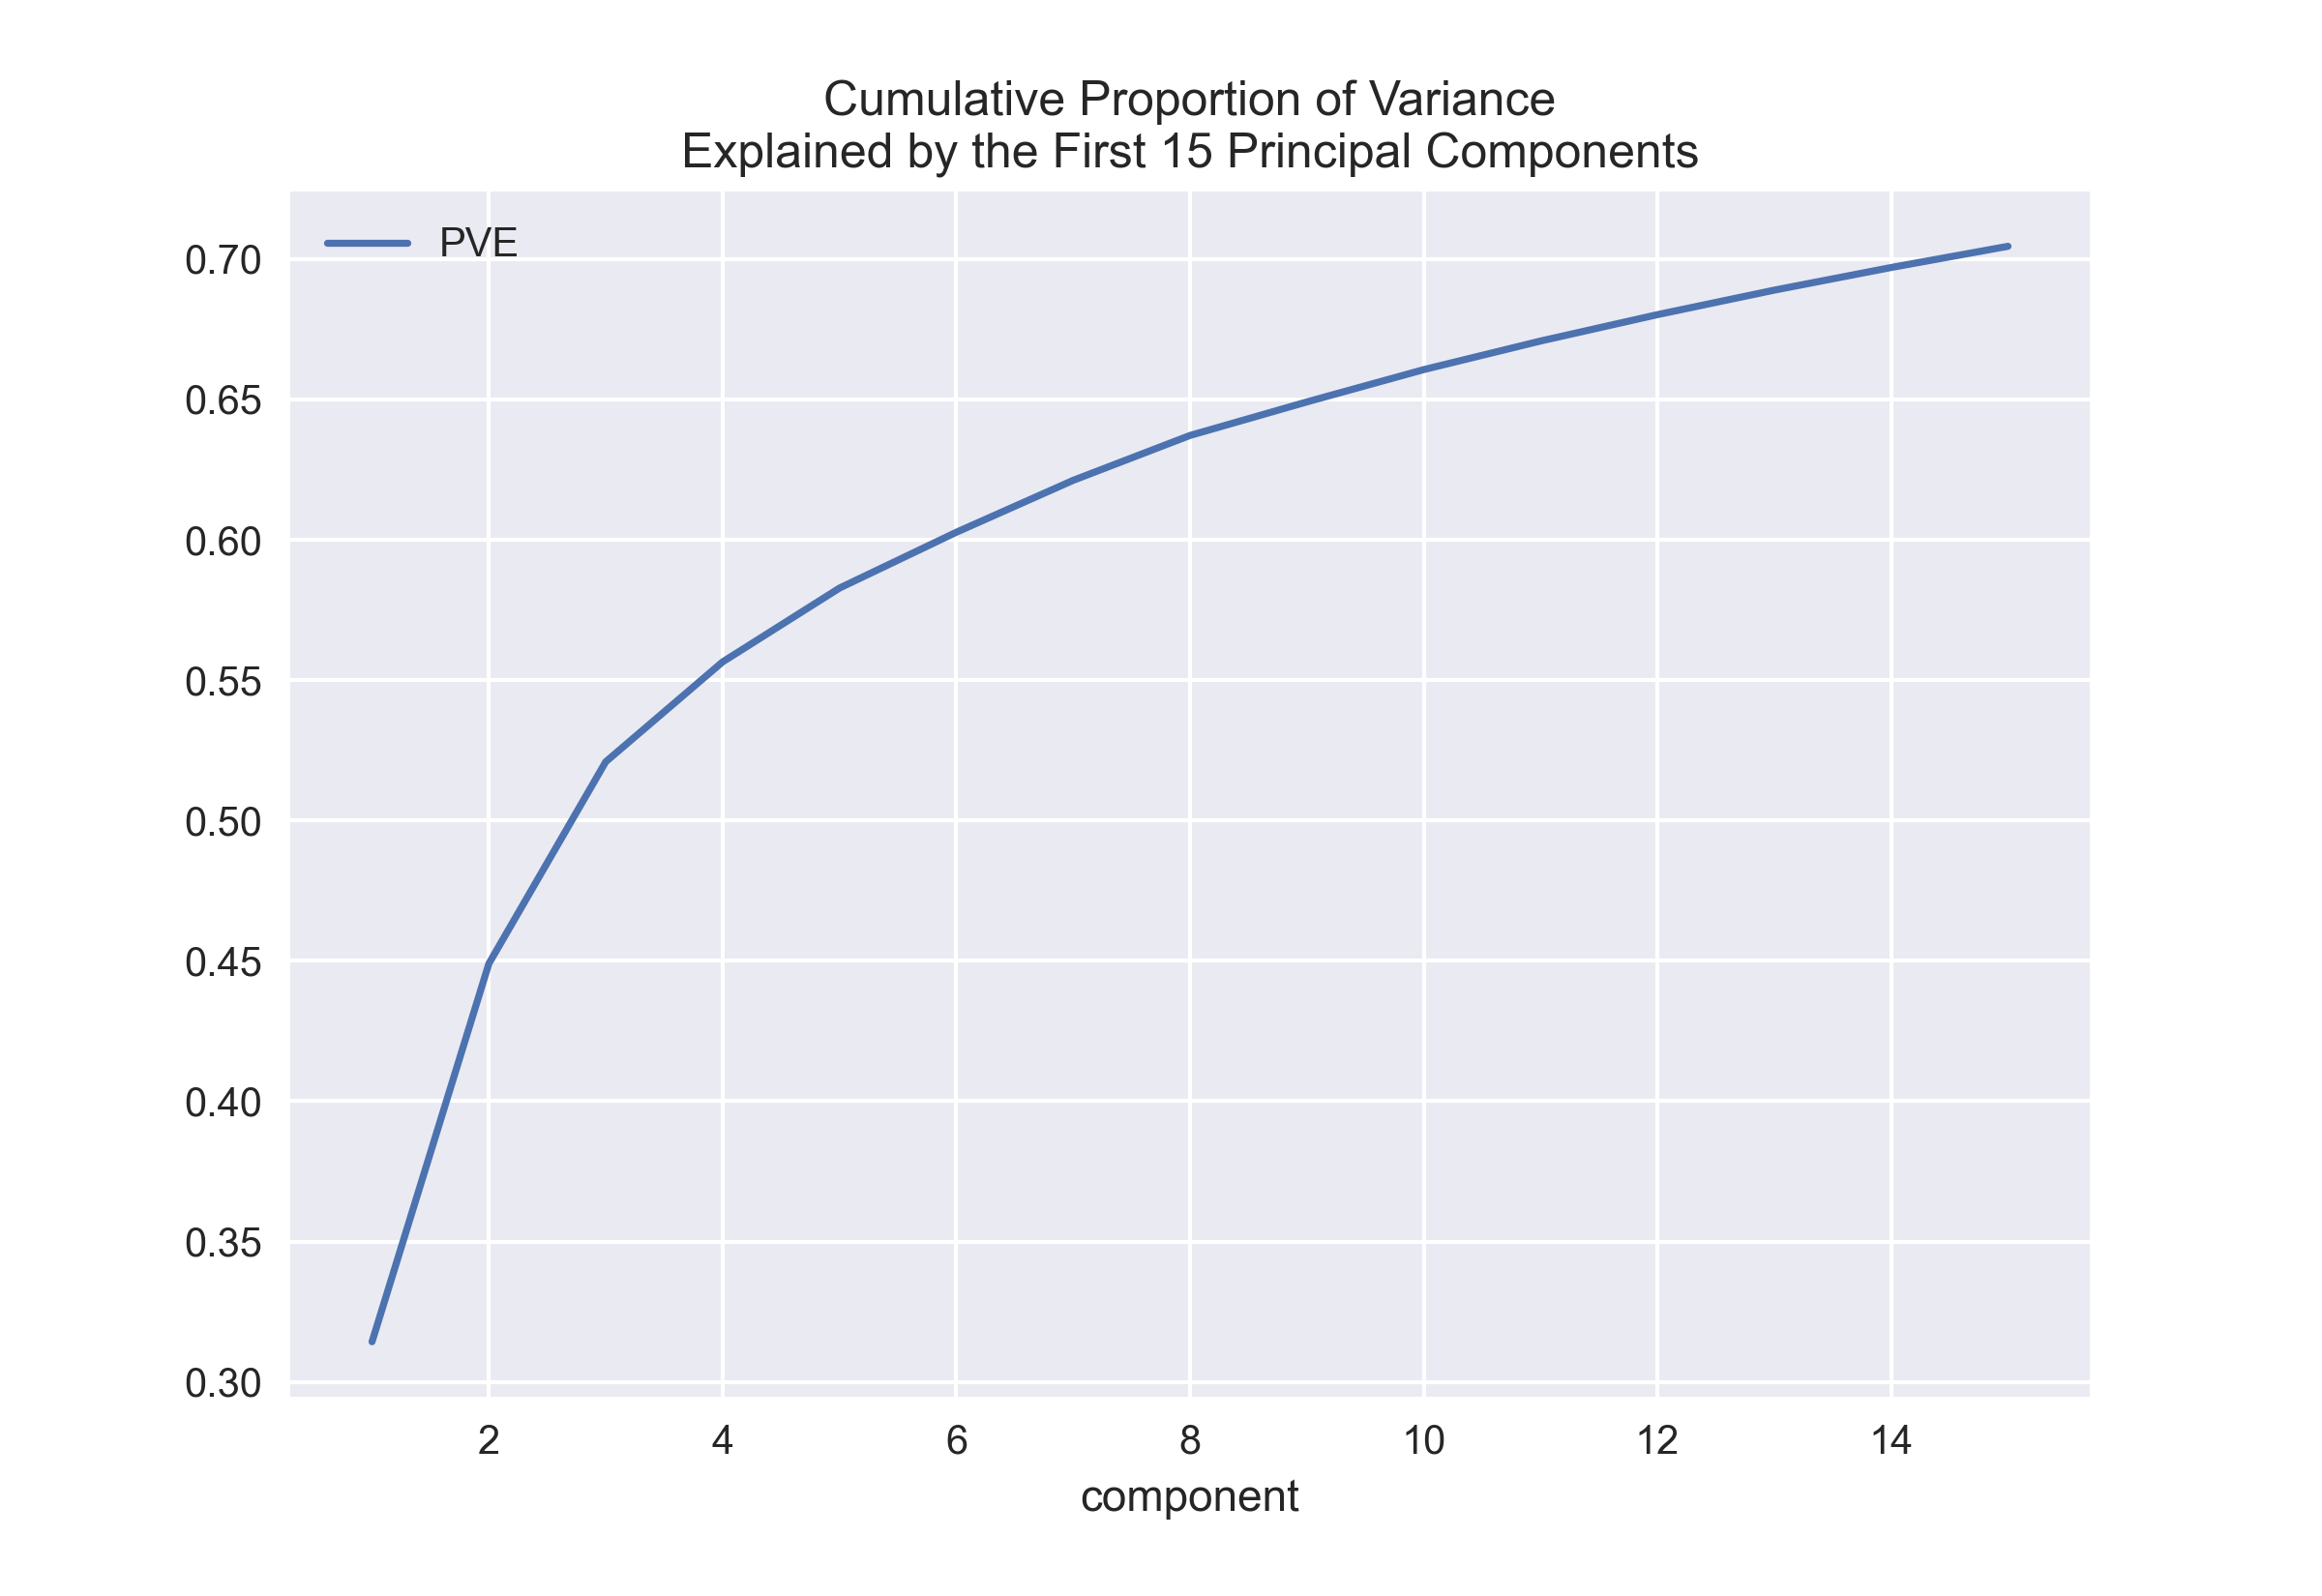 Cumulative Proportion of Variance
Explained by the First 15 Principal Components
PVE
0.70
0.65
0.60
0.55
0.50
0.45
0.40
0.35
0.30
2 4 6 8 10 12 14
component